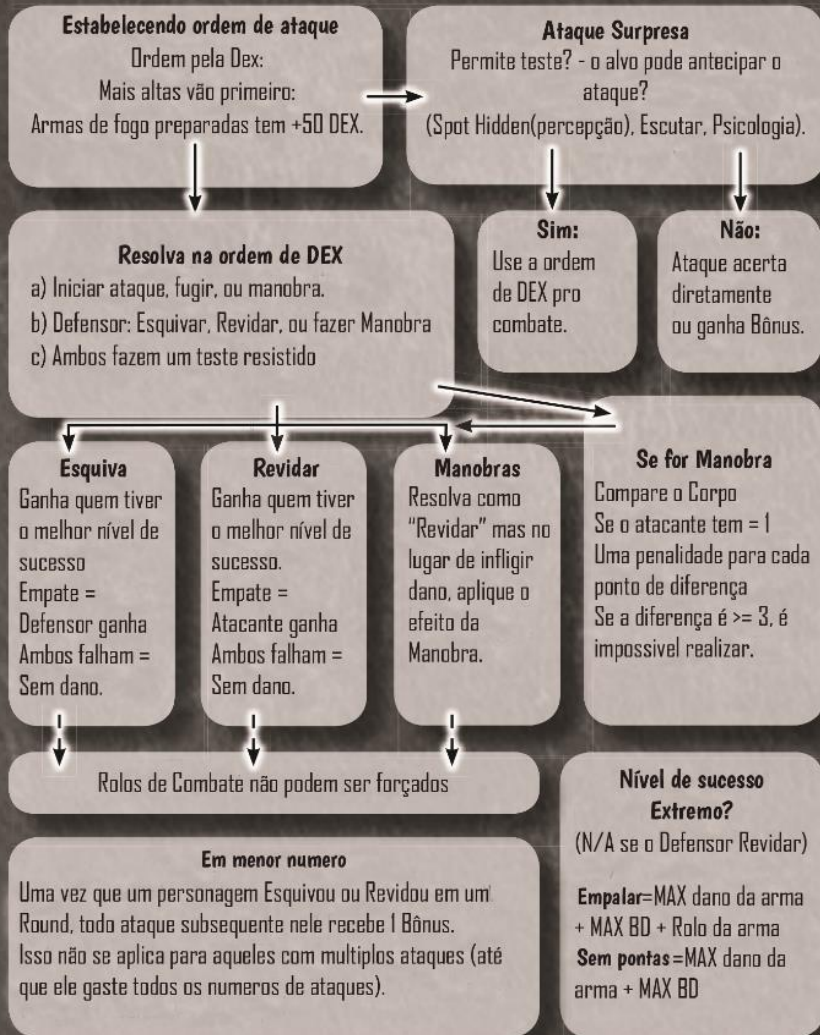 Estabelecendo ordem de ataque
Ordem pela Dex:
Mais altas vão primeiro:
Armas de fogo preparadas tem +50 DEX.
Ataque Surpresa
Permite teste? - o alvo pode antecipar o
ataque?
(Spot Hidden(percepção), Escutar, Psicologia).
Resolva na ordem de DEX
a) Iniciar ataque, fugir, ou manobra.
b) Defensor: Esquivar, Revidar, ou fazer Manobra
c) Ambos fazem um teste resistido
Sim:
Use a ordem
de DEX pro
combate.
Não:
Ataque acerta
diretamente
ou ganha Bônus.
Esquiva
Ganha quem tiver
o melhor nível de
sucesso
Empate =
Defensor ganha
Ambos falham =
Sem dano.
Revidar
Ganha quem tiver
o melhor nível de
sucesso.
Empate =
Atacante ganha
Ambos falham =
Sem dano.
Manobras
Resolva como
"Revidar" mas no
lugar de infligir
dano, aplique o
efeito da
Manobra.
Se for Manobra
Compare o Corpo
Se o atacante tem = 1
Uma penalidade para cada
ponto de diferença
Se a diferença é >= 3, é
impossivel realizar.
Rolos de Combate não podem ser forçados
Em menor numero
Uma vez que um personagem Esquivou ou Revidou em um
Round, todo ataque subsequente nele recebe 1 Bônus.
Isso não se aplica para aqueles com multiplos ataques (até
que ele gaste todos os numeros de ataques).
Nível de sucesso
Extremo?
(N/A se o Defensor Revidar)
Empalar=MAX dano da arma
+ MAX BD + Rolo da arma
Sem pontas=MAX dano da
arma + MAX BD